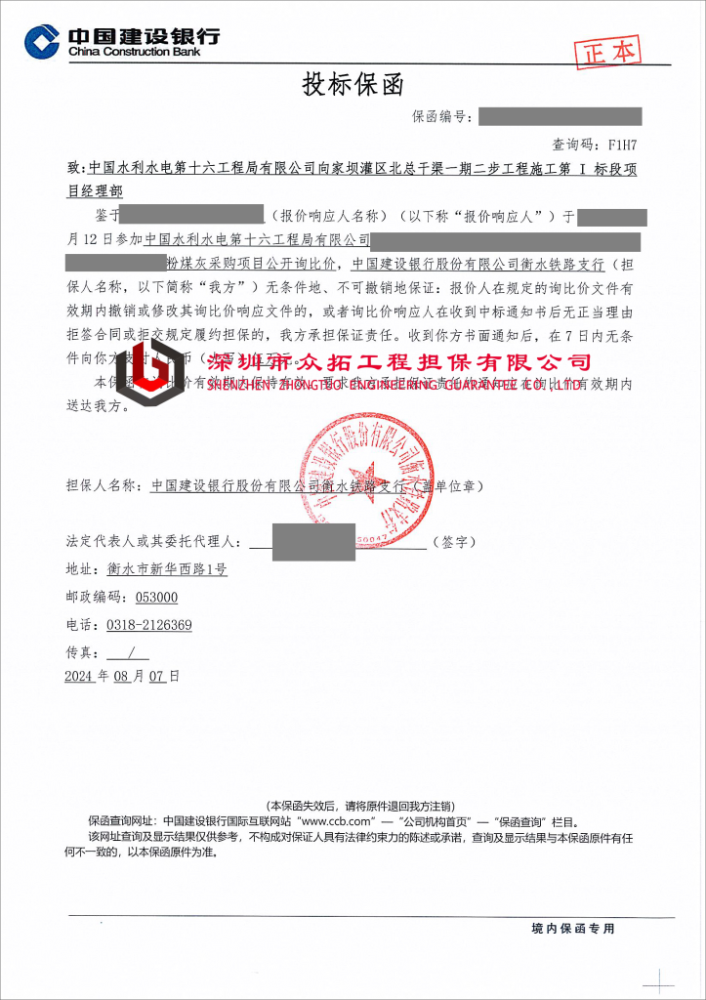 中国建设银行
China Construction Bank
正本
投标保函
保函编号：
查询码：F1H7
致：中国水利水电第十六工程局有限公司向家坝灌区北总干渠一期二步工程施工第 I 标段项
目经理部
鉴于（报价响应人名称）（以下称“报价响应人”）于
月12日参加中国水利水电第十六工程局有限公司
粉煤灰采购项目公开询比价，中国建设银行股份有限公司衡水铁路支行（担
保人名称，以下简称“我方”）无条件地、不可撤销地保证：报价人在规定的询比价文件有
效期内撤销或修改其询比价响应文件的，或者询比价响应人在收到中标通知书后无正当理由
拒签合同或拒交规定履约担保的，我方承担保证责任。收到你方书面通知后，在7日内无条
件向你方支付人民币（大写）伍万元。
深圳市众拓工程担保有限公司
SHENZHEN ZHONGTUO ENGINEERING GUARANTEE CO.,LTD
本保函在询比价有效期内保持有效。要求我方承担保证责任的通知应在询比价有效期内
送达我方。
担保人名称：中国建设银行股份有限公司衡水铁路支行（盖单位章）
法定代表人或其委托代理人：（签字）
地址：衡水市新华西路1号
邮政编码：053000
电话：0318-2126369
传真： /
2024 年 08 月 07 日
（本保函失效后，请将原件退回我方注销）
保函查询网址：中国建设银行国际互联网站“www.ccb.com”—“公司机构首页”—“保函查询”栏目。
该网址查询及显示结果仅供参考，不构成对保证人具有法律约束力的陈述或承诺，查询及显示结果与本保函原件有任
何不一致的，以本保函原件为准。
境内保函专用